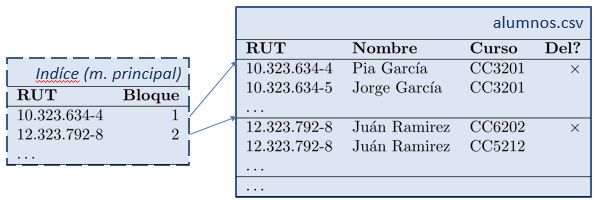 Indíce (m. principal)
RUT Bloque
10.323.634-4 1
12.323.792-8 2
...
alumnos.csv
RUT Nombre Curso Del?
10.323.634-4 Pia García CC3201 ×
10.323.634-5 Jorge García CC3201
...
12.323.792-8 Juán Ramirez CC6202 ×
12.323.792-8 Juán Ramirez CC5212
...
...